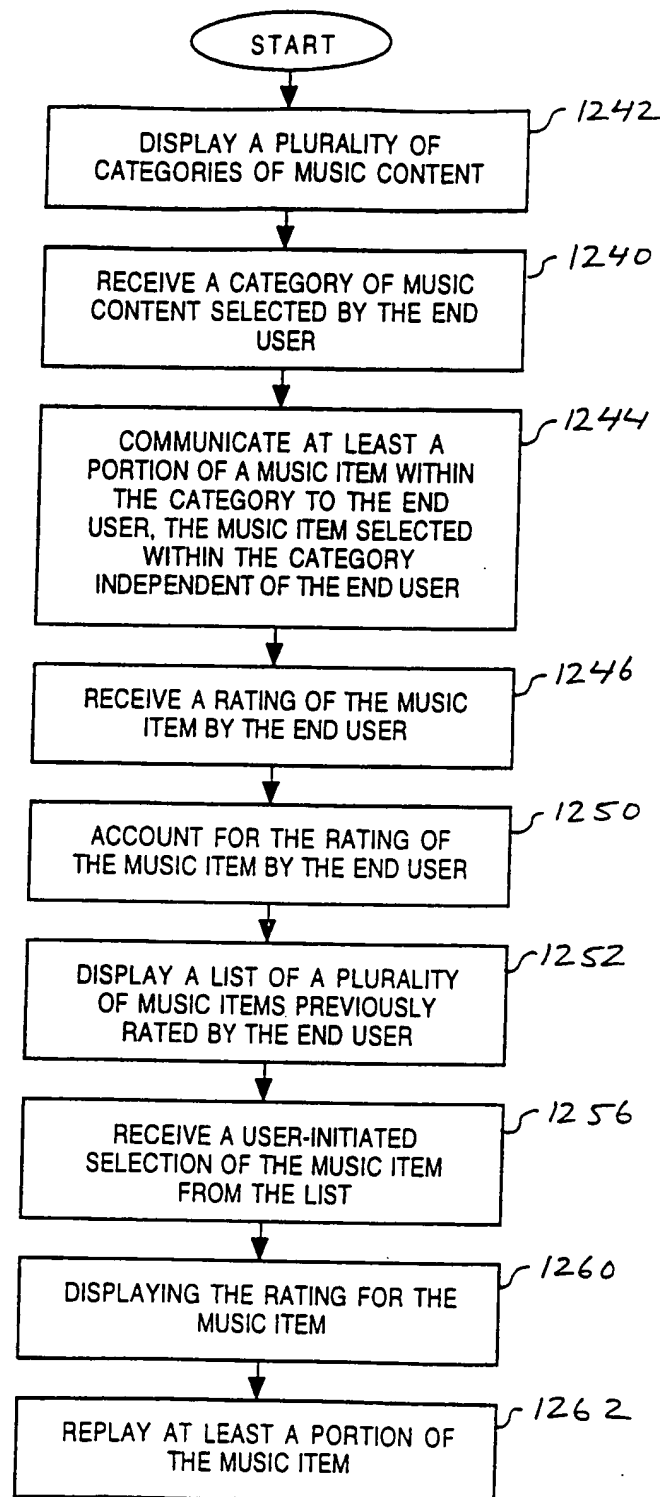 START
1242
DISPLAY A PLURALITY OF
CATEGORIES OF MUSIC CONTENT
1240
RECEIVE A CATEGORY OF MUSIC
CONTENT SELECTED BY THE END
USER
1244
COMMUNICATE AT LEAST A
PORTION OF A MUSIC ITEM WITHIN
THE CATEGORY TO THE END
USER, THE MUSIC ITEM SELECTED
WITHIN THE CATEGORY
INDEPENDENT OF THE END USER
1246
RECEIVE A RATING OF THE MUSIC
ITEM BY THE END USER
1250
ACCOUNT FOR THE RATING OF
THE MUSIC ITEM BY THE END USER
1252
DISPLAY A LIST OF A PLURALITY
OF MUSIC ITEMS PREVIOUSLY
RATED BY THE END USER
1256
RECEIVE A USER-INITIATED
SELECTION OF THE MUSIC ITEM
FROM THE LIST
1260
DISPLAYING THE RATING FOR THE
MUSIC ITEM
1262
REPLAY AT LEAST A PORTION OF
THE MUSIC ITEM